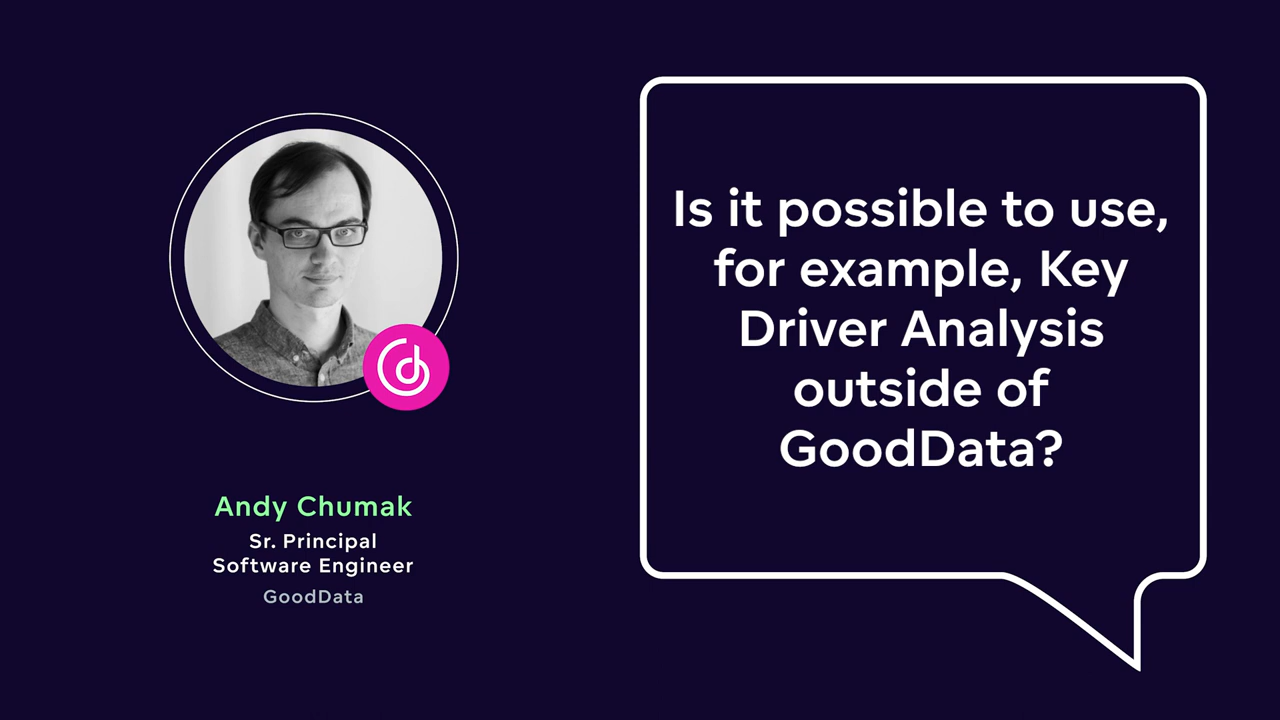 Is it possible to use,
for example, Key
Driver Analysis
outside of
GoodData?
Andy Chumak
Sr. Principal
Software Engineer
GoodData